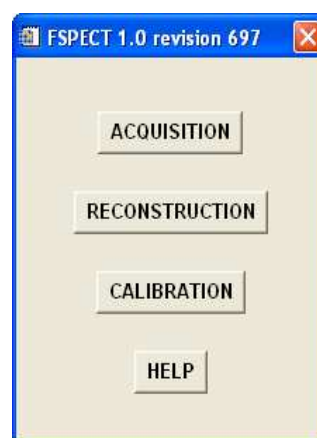 FSPECT 1.0 revision 697
ACQUISITION
RECONSTRUCTION
CALIBRATION
HELP